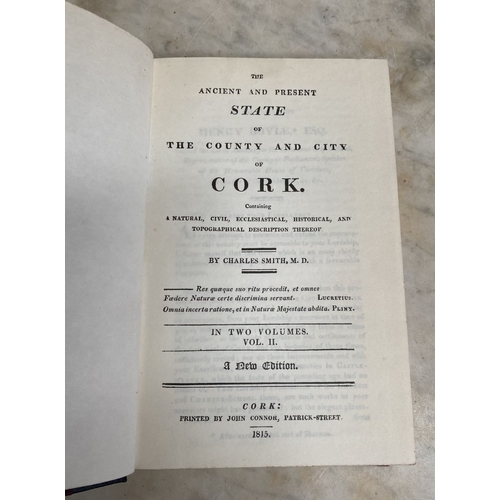 THE
ANCIENT AND PRESENT
STATE
OF
THE COUNTY AND CITY
OF
CORK.
Containing
A NATURAL, CIVIL, ECCLESIASTICAL, HISTORICAL, AND
TOPOGRAPHICAL DESCRIPTION THEREOF
BY CHARLES SMITH, M. D.
Res quæque suo ritu procedit, et omnes
Fœdere Naturæ certe discrimina servant. LUCRETIUS.
Omnia incerta ratione, et in Naturæ Majestate abdita. PLINY.
IN TWO VOLUMES.
VOL. II.
A New Edition.
CORK:
PRINTED BY JOHN CONNOR, PATRICK-STREET.
1815.